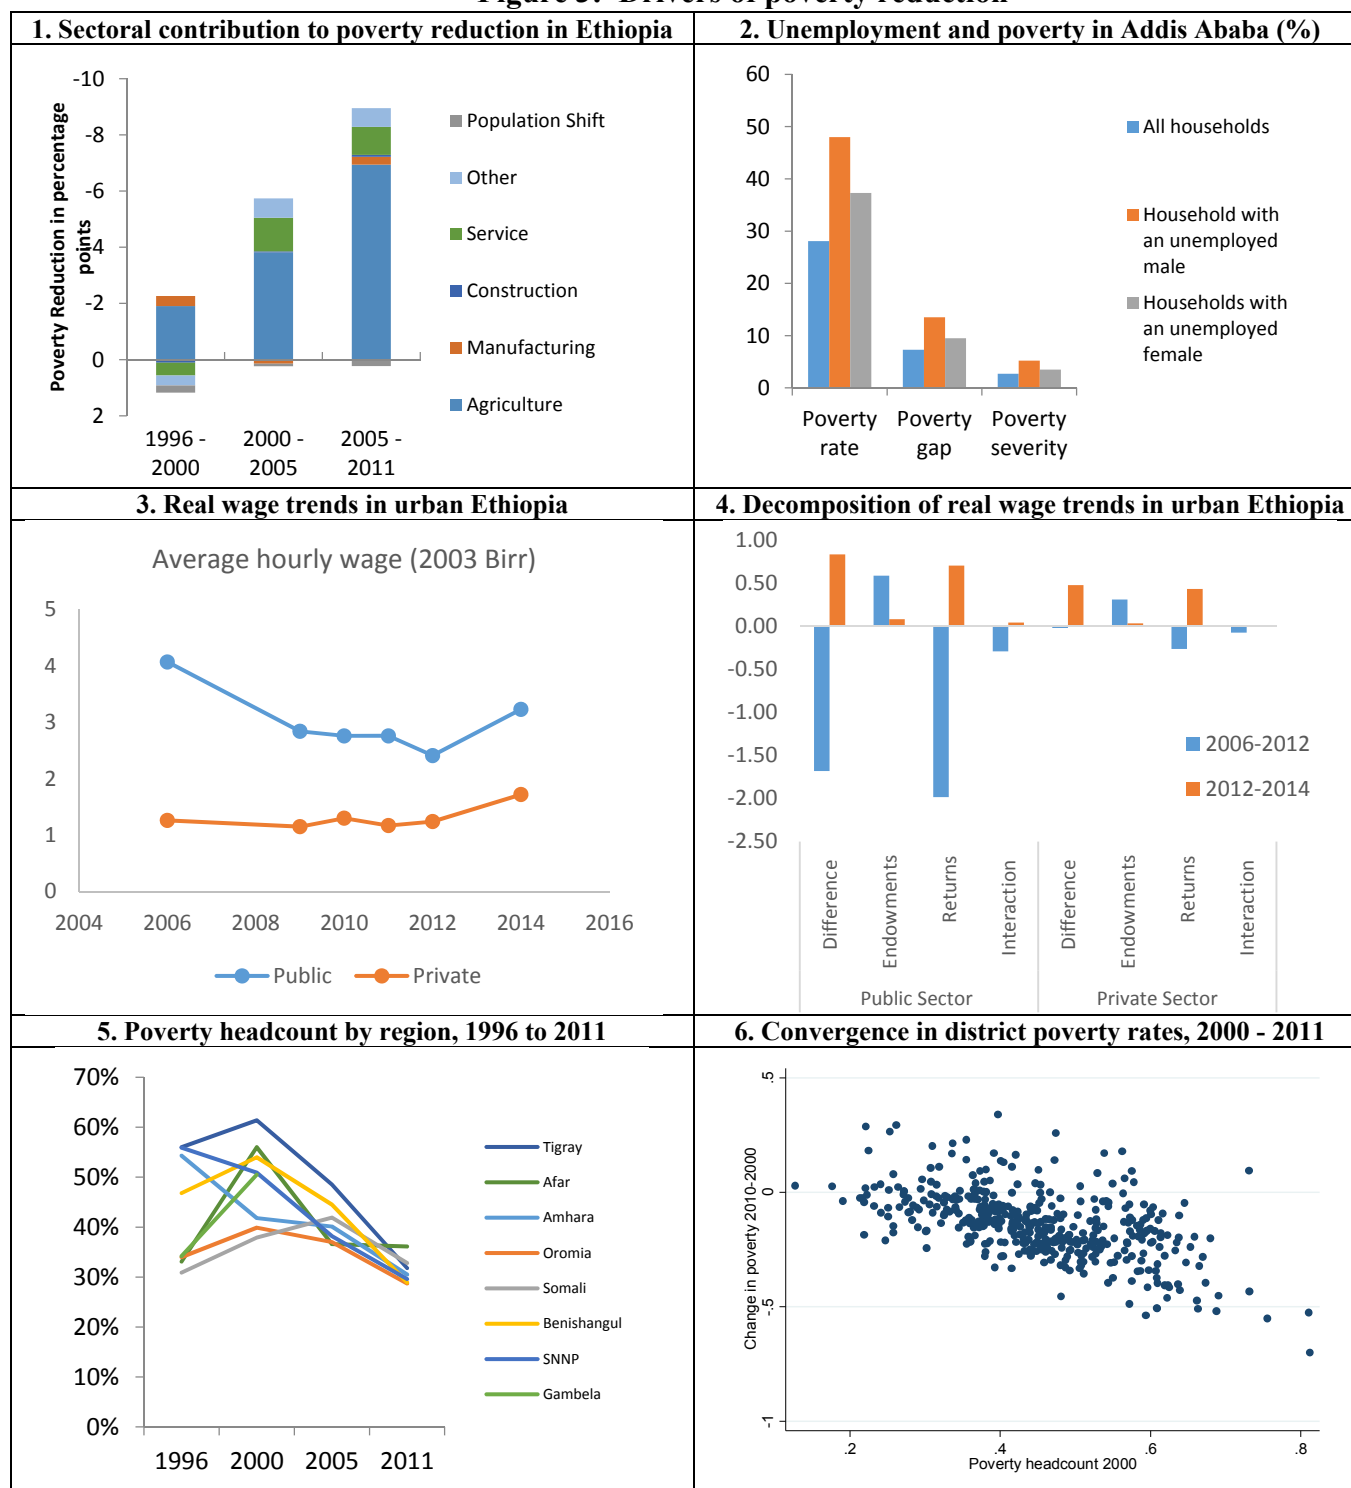 Figure 3: Drivers of poverty reduction
1. Sectoral contribution to poverty reduction in Ethiopia
Poverty Reduction in percentage
points
-10
-8
-6
-4
-2
0
2
1996 -
2000
2000 -
2005
2005 -
2011
Population Shift
Other
Service
Construction
Manufacturing
Agriculture
2. Unemployment and poverty in Addis Ababa (%)
60
50
40
30
20
10
0
Poverty
rate
Poverty
gap
Poverty
severity
All households
Household with
an unemployed
male
Households with
an unemployed
female
3. Real wage trends in urban Ethiopia
Average hourly wage (2003 Birr)
5
4
3
2
1
0
2004 2006 2008 2010 2012 2014 2016
Public Private
4. Decomposition of real wage trends in urban Ethiopia
1.00
0.50
0.00
-0.50
-1.00
-1.50
-2.00
-2.50
2006-2012
2012-2014
Difference
Endowments
Returns
Interaction
Difference
Endowments
Returns
Interaction
Public Sector Private Sector
5. Poverty headcount by region, 1996 to 2011
70%
60%
50%
40%
30%
20%
10%
0%
1996 2000 2005 2011
Tigray
Afar
Amhara
Oromia
Somali
Benishangul
SNNP
Gambela
6. Convergence in district poverty rates, 2000 - 2011
Change in poverty 2010-2000
.5
0
-.5
-1
.2 .4 .6 .8
Poverty headcount 2000